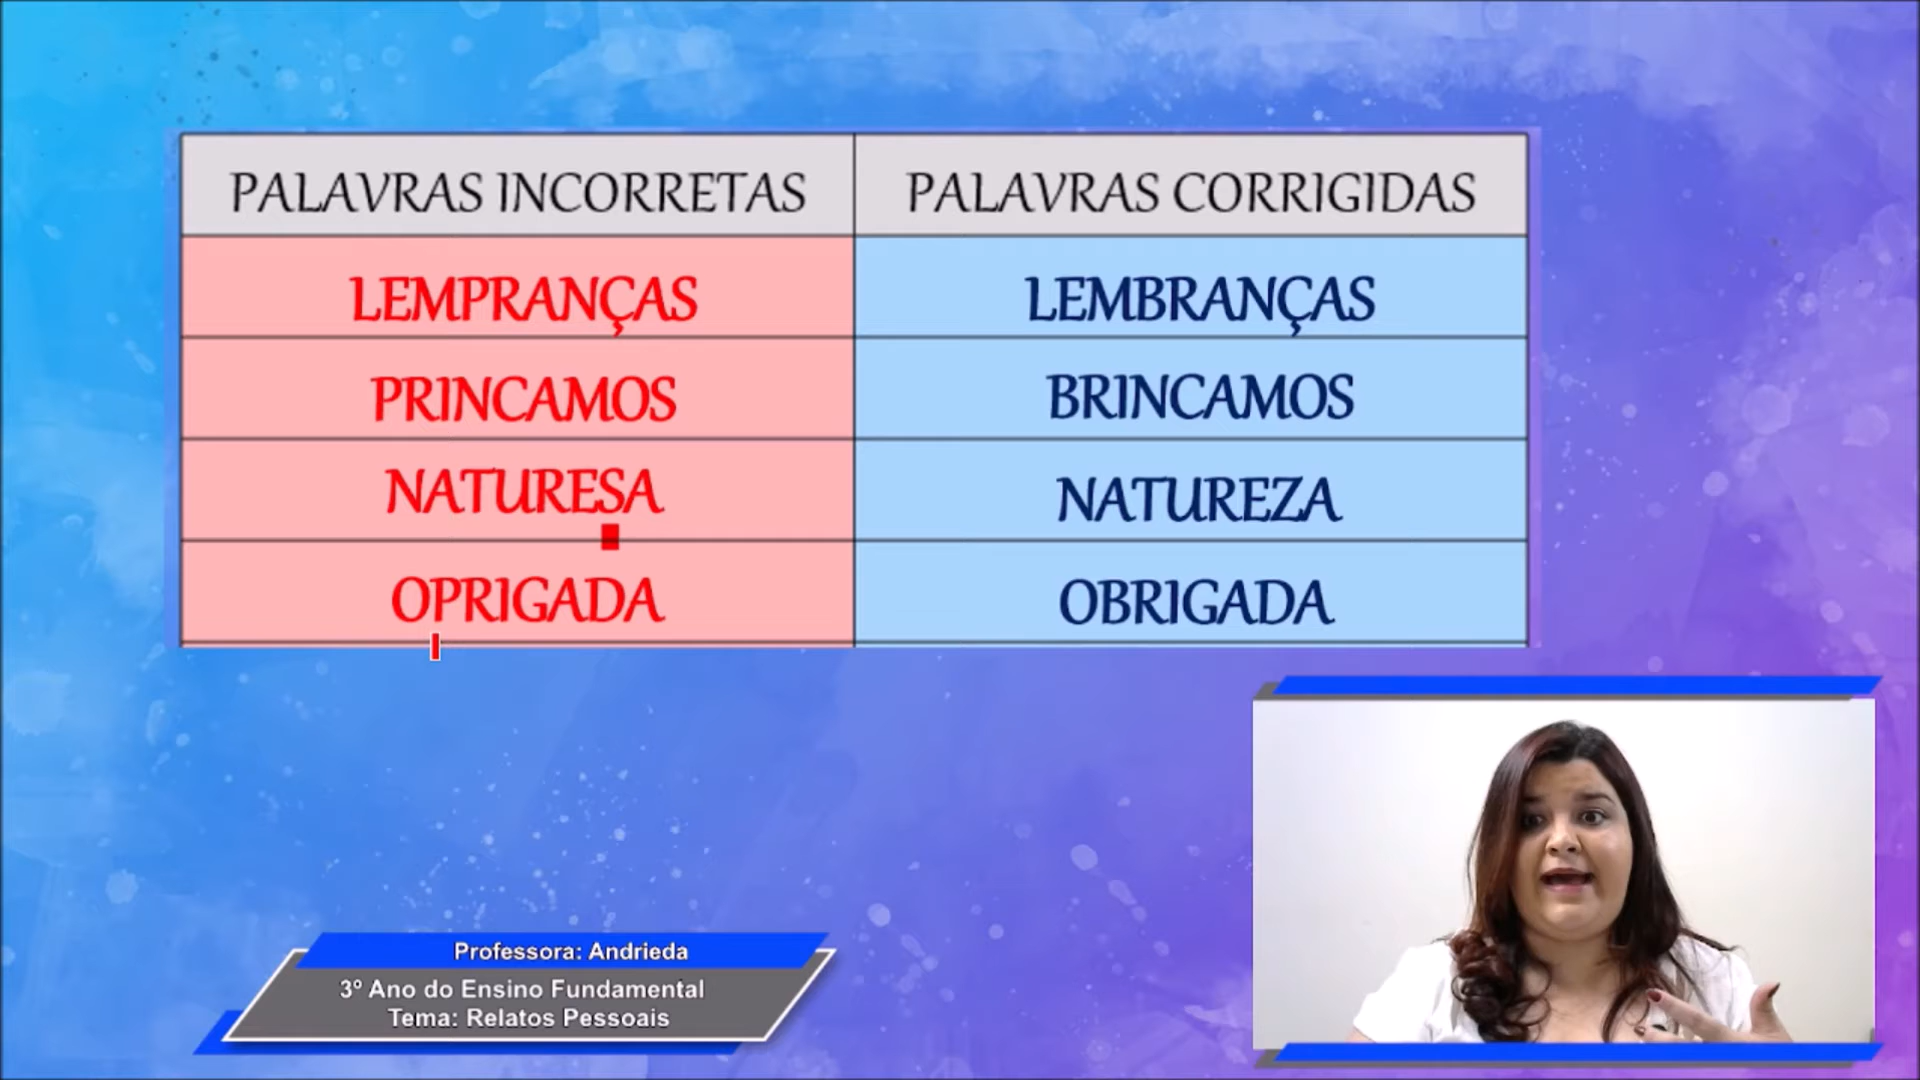 PALAVRAS INCORRETAS PALAVRAS CORRIGIDAS
LEMPRANÇAS LEMBRANÇAS
PRINCAMOS BRINCAMOS
NATURESA NATUREZA
OPRIGADA OBRIGADA
Professora: Andrieda
3º Ano do Ensino Fundamental
Tema: Relatos Pessoais